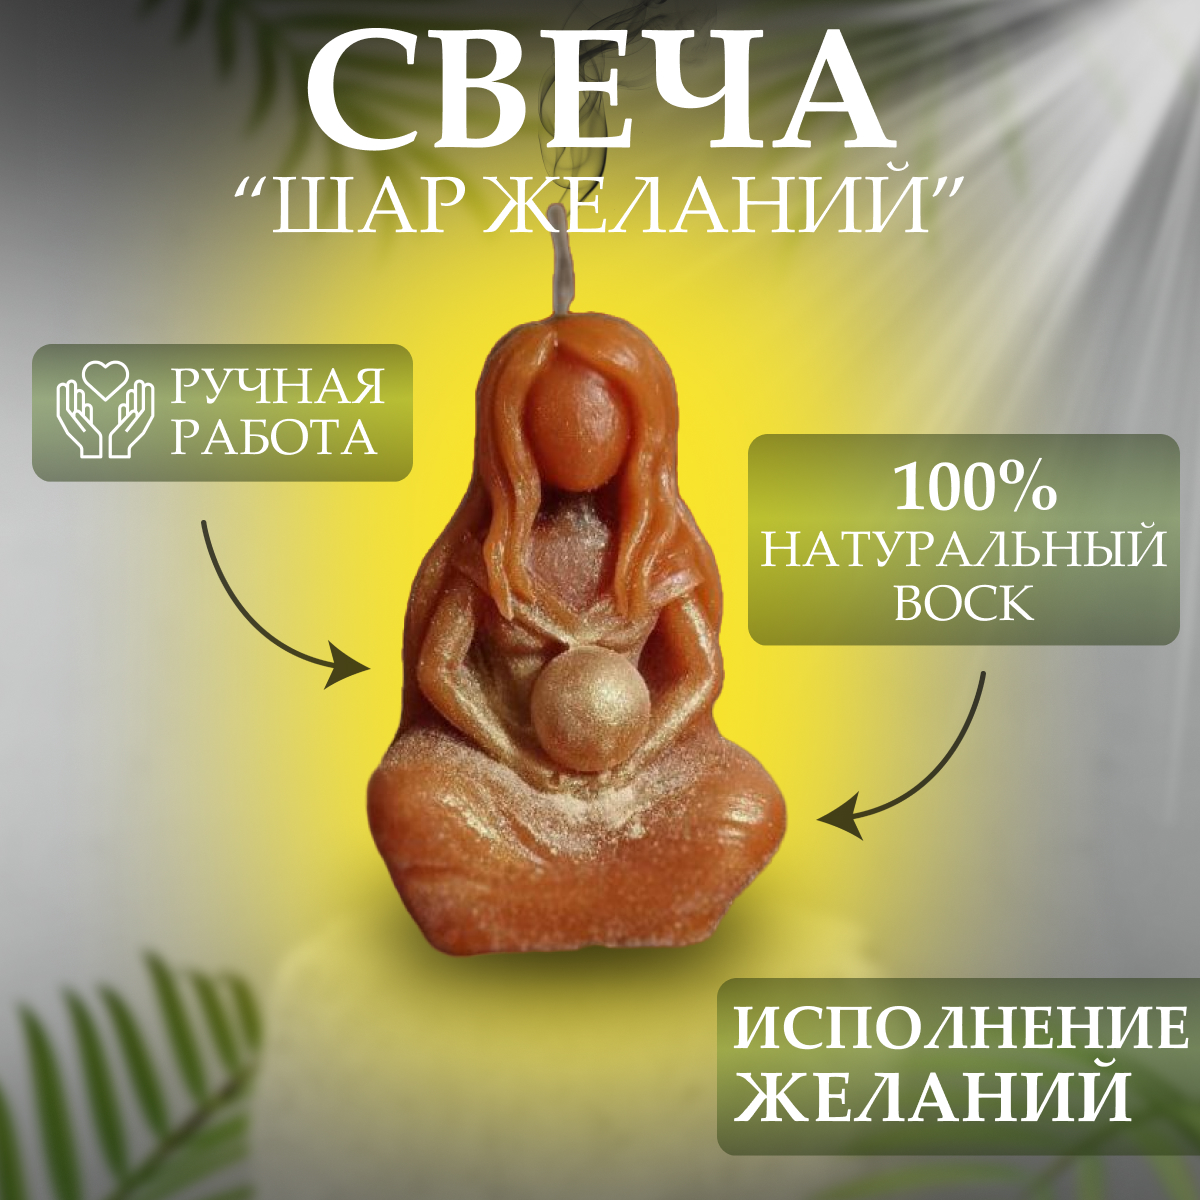 СВЕЧА
“ШАР ЖЕЛАНИЙ”
РУЧНАЯ
РАБОТА
100%
НАТУРАЛЬНЫЙ
ВОСК
ИСПОЛНЕНИЕ
ЖЕЛАНИЙ